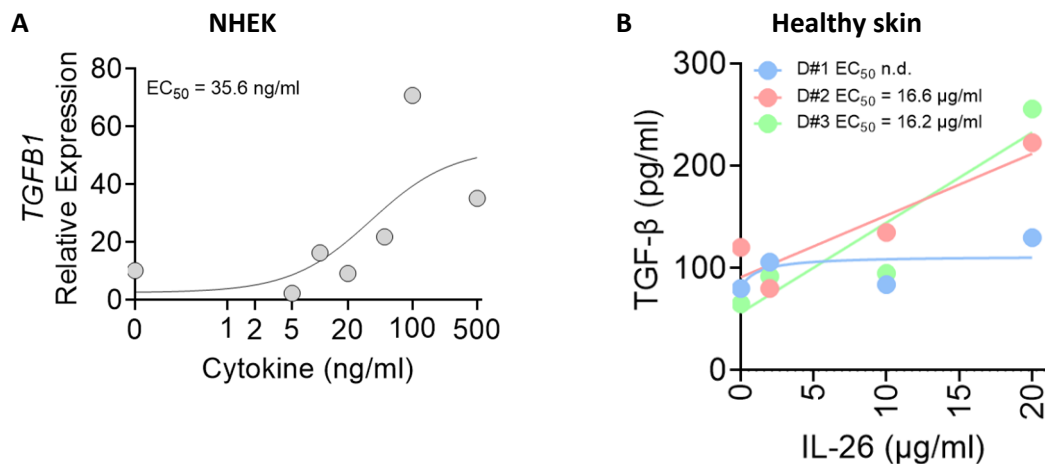 A
NHEK
TGFB1
Relative Expression
80
60
40
20
0
EC50 = 35.6 ng/ml
0 1 2 5 20 100 500
Cytokine (ng/ml)
B
Healthy skin
D#1 EC50 n.d.
D#2 EC50 = 16.6 µg/ml
D#3 EC50 = 16.2 µg/ml
TGF-β (pg/ml)
300
200
100
0
0 5 10 15 20
IL-26 (µg/ml)